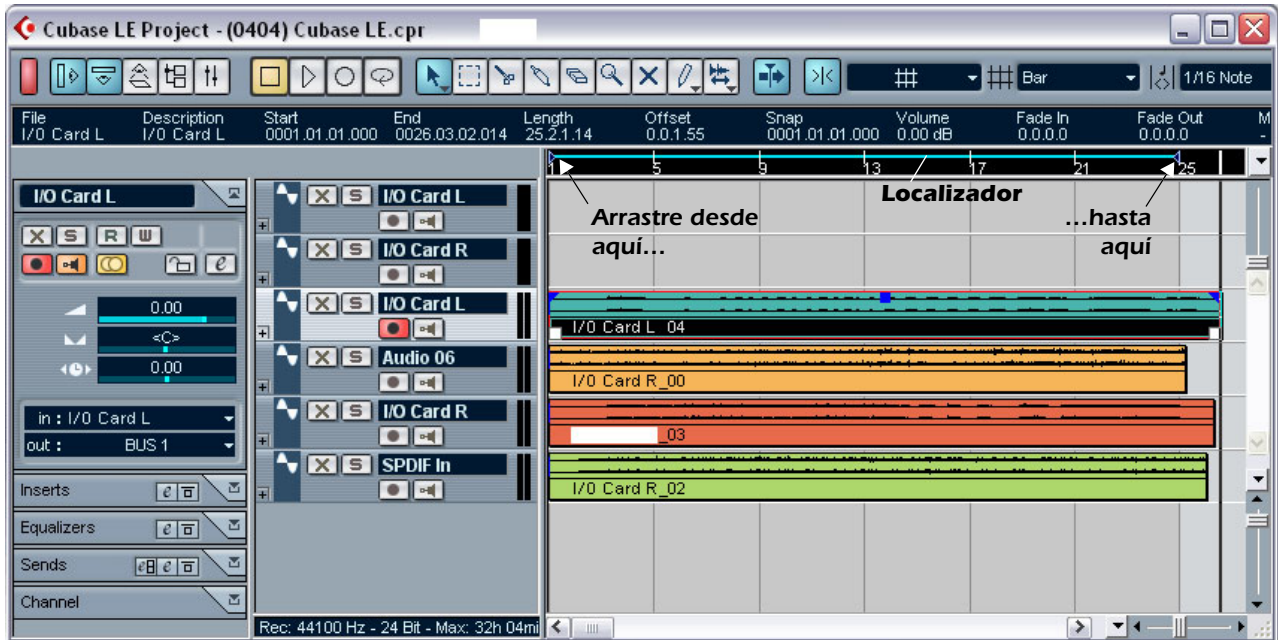 Cubase LE Project - (0404) Cubase LE.cpr
Bar
1/16 Note
File Description Start End Length Offset Snap Volume Fade In Fade Out M
I/O Card L I/O Card L 0001.01.01.000 0026.03.02.014 25.2.1.14 0.0.1.55 0001.01.01.000 0.00 dB 0.0.0.0 0.0.0.0 -
1 5 9 13 17 21 25
Localizador
Arrastre desde
aquí...
...hasta
aquí
I/O Card L
X S R W
e
0.00
<C>
0.00
in : I/O Card L
out : BUS 1
Inserts e
Equalizers e
Sends e e
Channel
X S I/O Card L
X S I/O Card R
X S I/O Card L
X S Audio 06
X S I/O Card R
X S SPDIF In
I/O Card L_04
I/O Card R_00
_03
I/O Card R_02
Rec: 44100 Hz - 24 Bit - Max: 32h 04mi